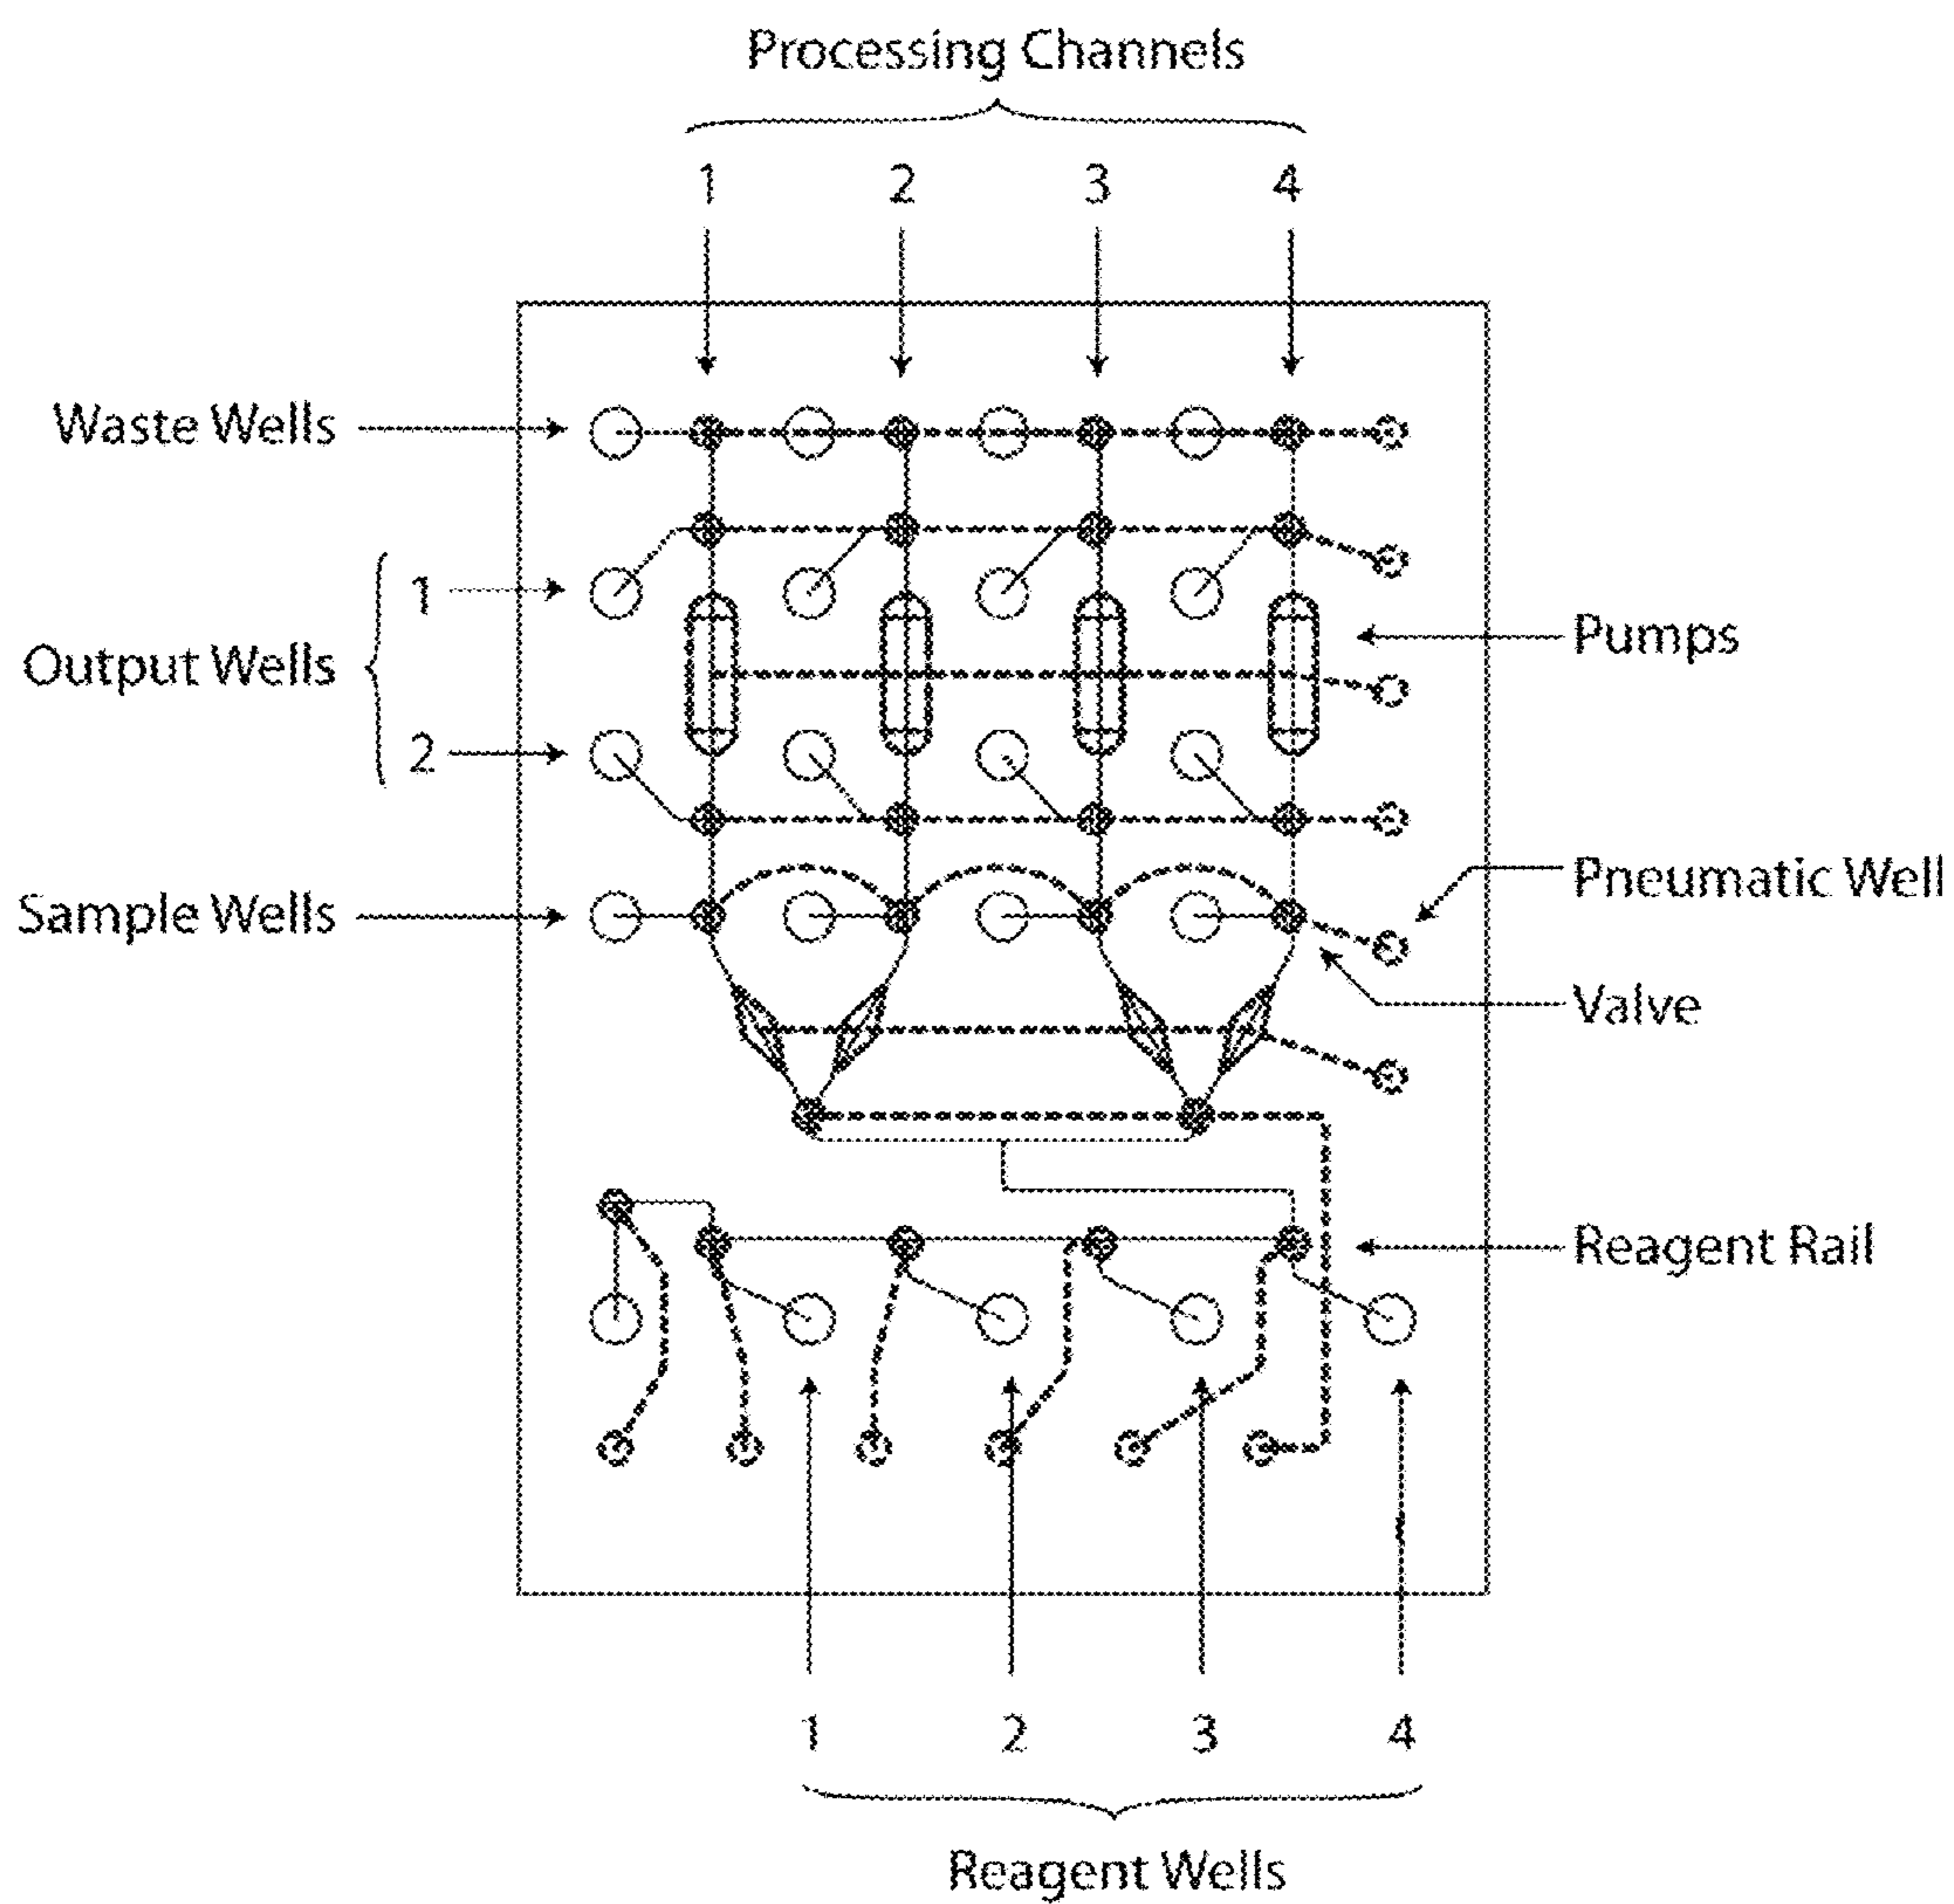 Processing Channels
1 2 3 4
Waste Wells
1
Output Wells
Pumps
2
Sample Wells
Pneumatic Well
Valve
Reagent Rail
1 2 3 4
Reagent Wells